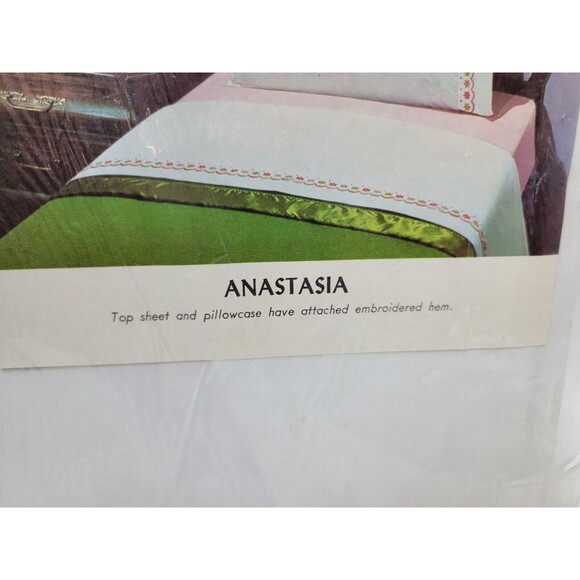 ANASTASIA
Top sheet and pillowcase have attached embroidered hem.